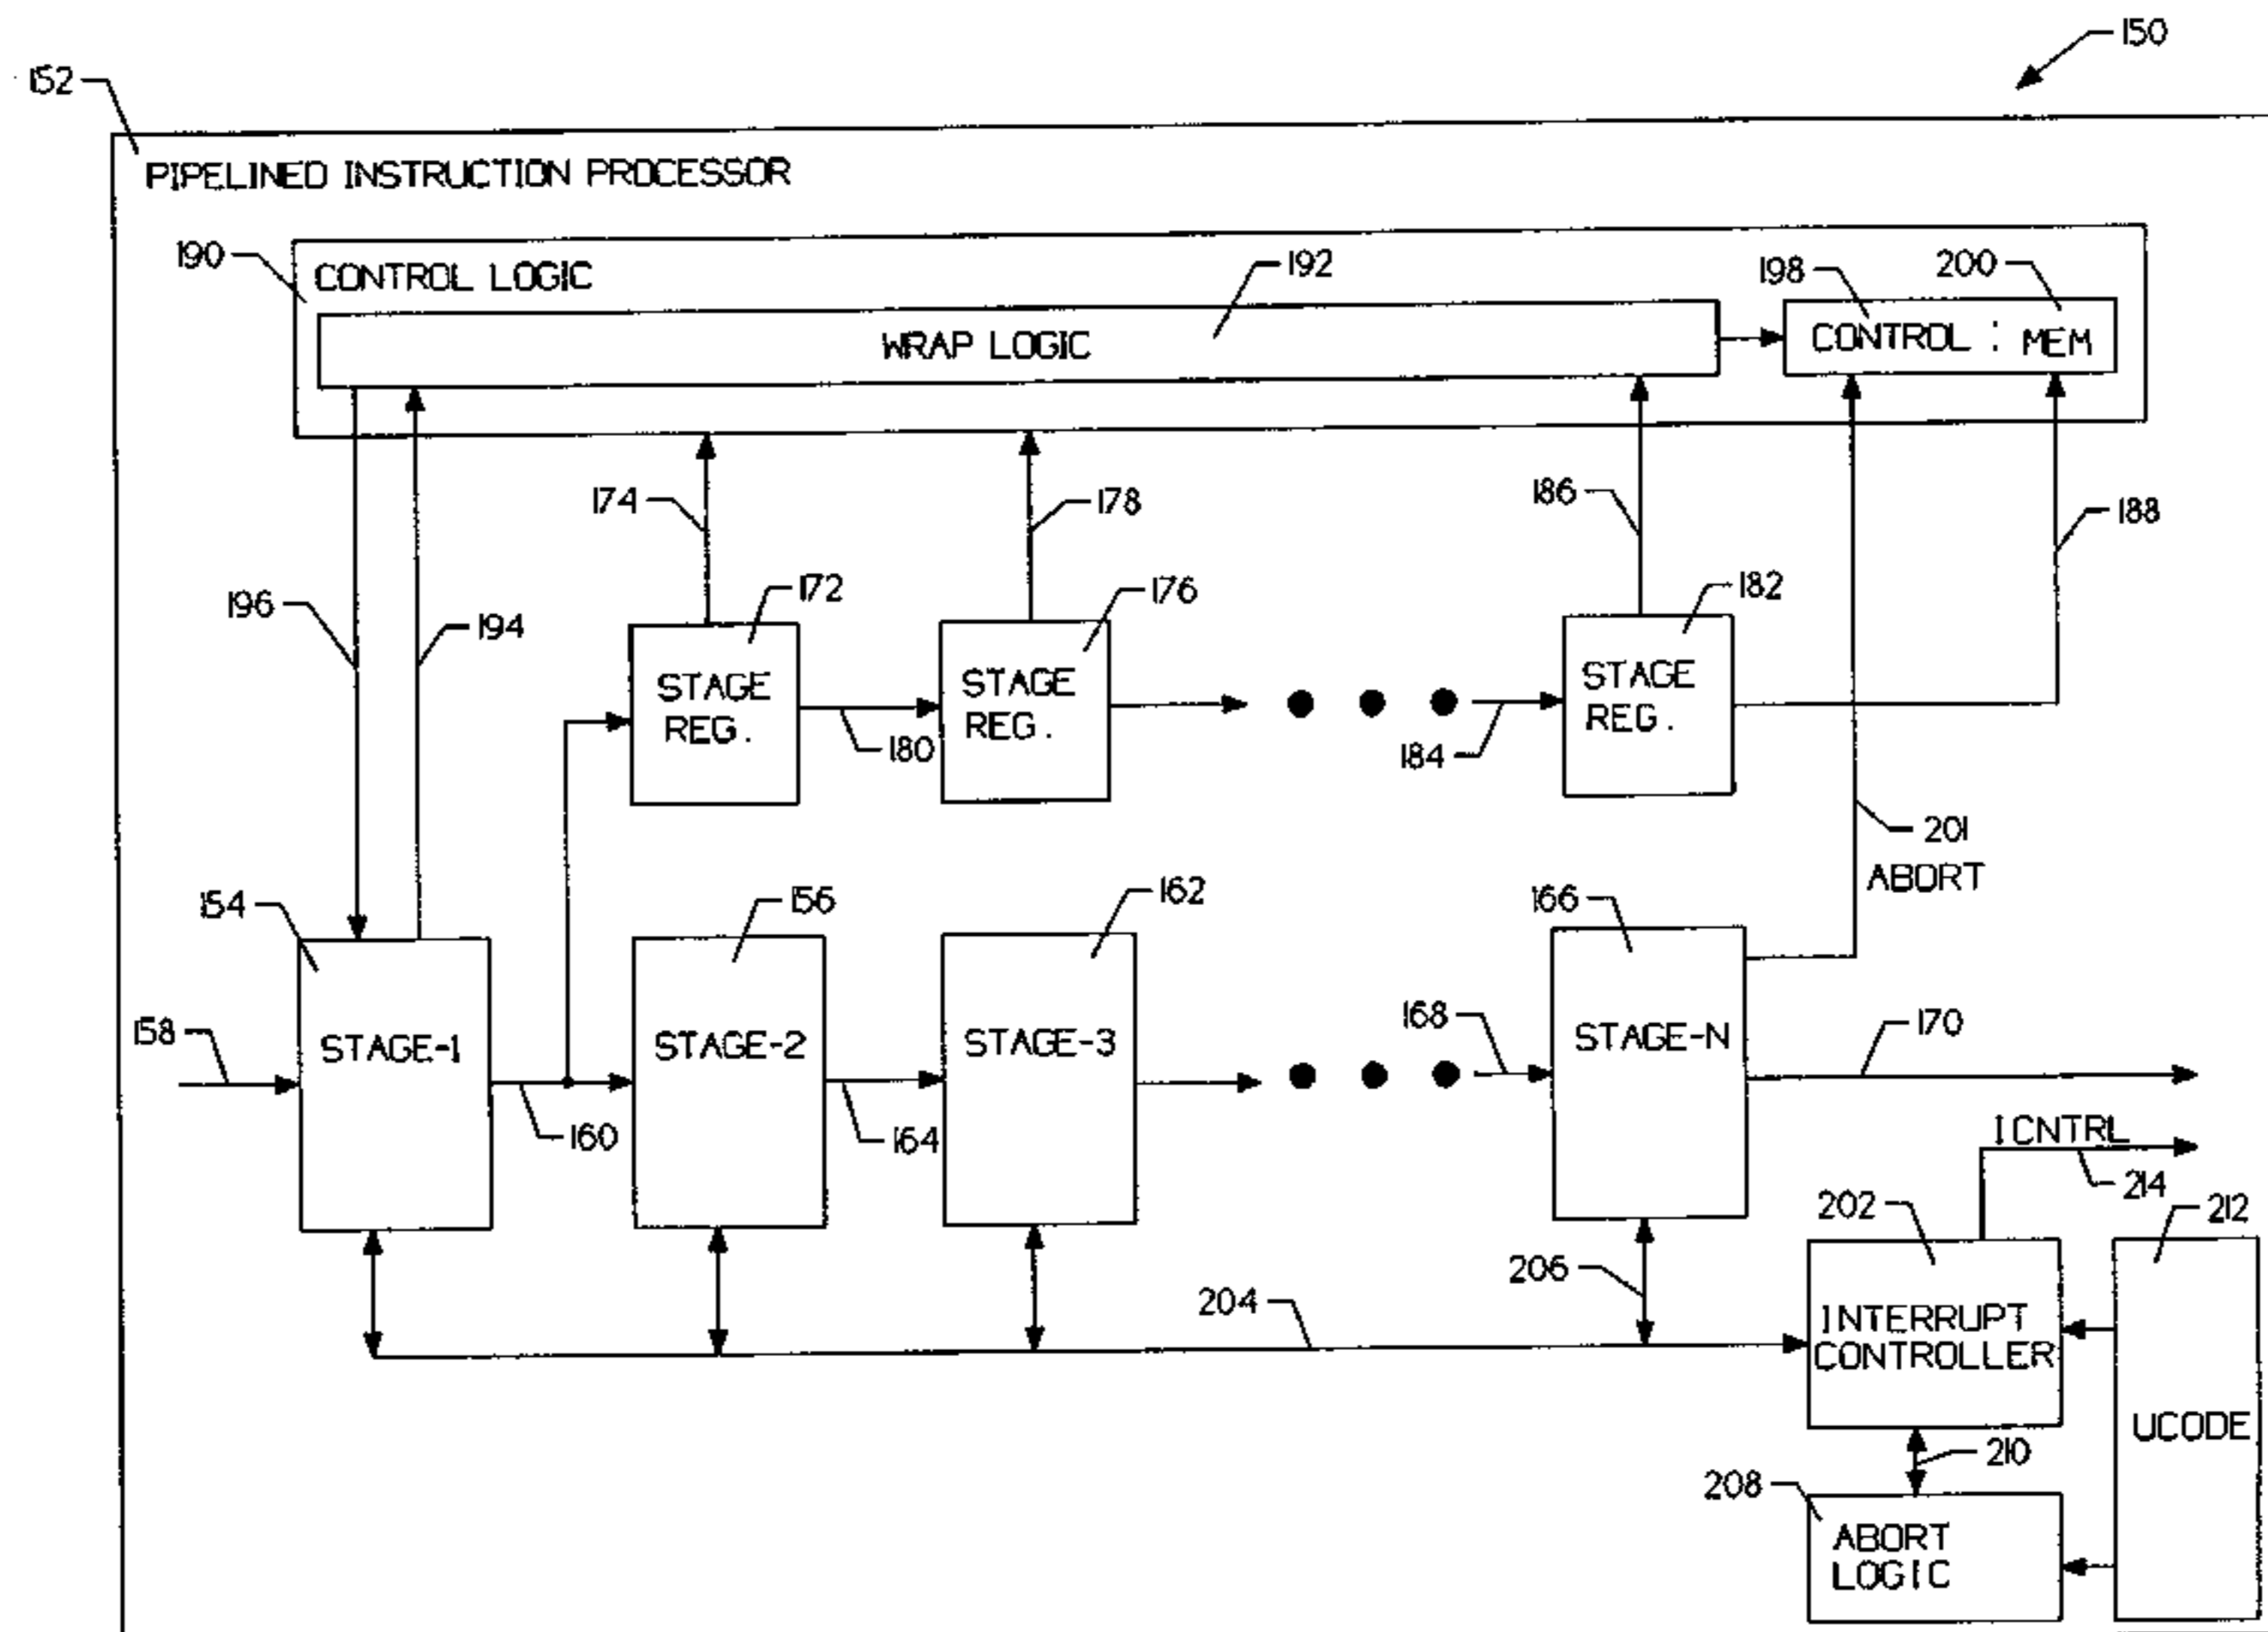 150
152
PIPELINED INSTRUCTION PROCESSOR
190
CONTROL LOGIC
192
198
200
WRAP LOGIC
CONTROL : MEM
174
178
186
188
196
194
172
176
182
STAGE
REG.
STAGE
REG.
STAGE
REG.
180
184
201
ABORT
154
156
162
166
158
STAGE-1
STAGE-2
STAGE-3
168
STAGE-N
170
160
164
ICNTRL
214
202
212
206
204
INTERRUPT
CONTROLLER
UCODE
210
208
ABORT
LOGIC